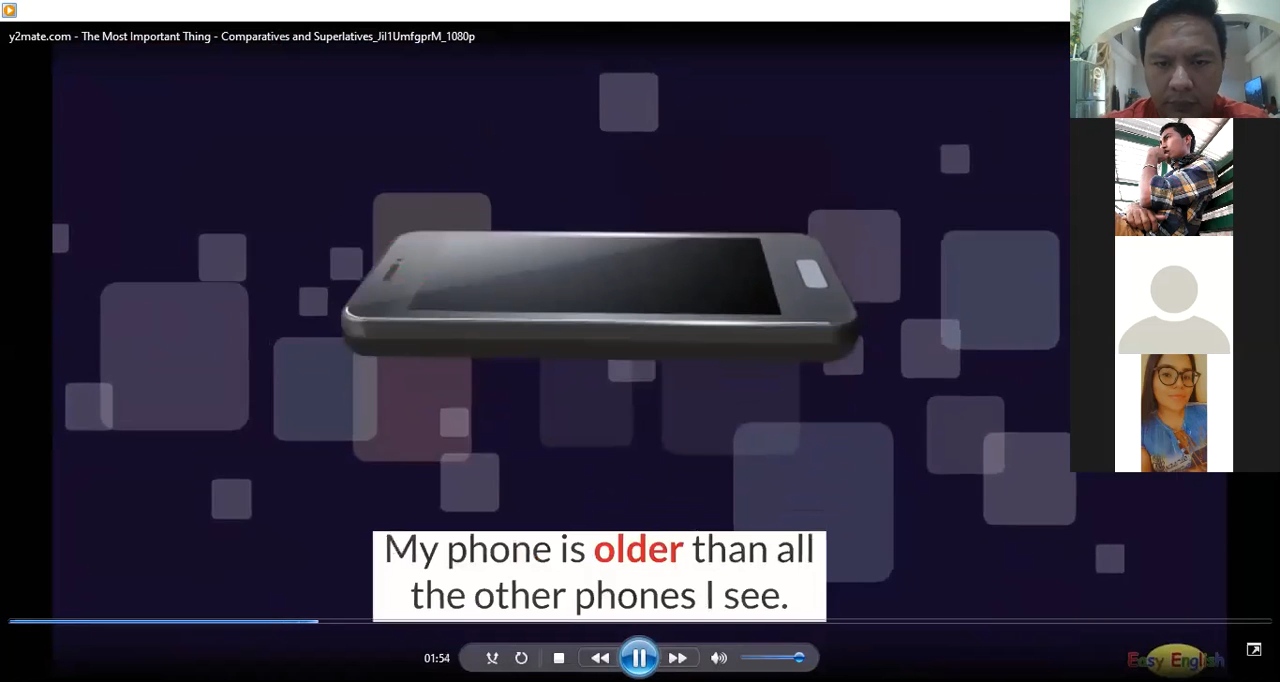 y2mate.com - The Most Important Thing - Comparatives and Superlatives_Jil1UmfgprM_1080p
My phone is older than all
the other phones I see.
01:54
Easy English